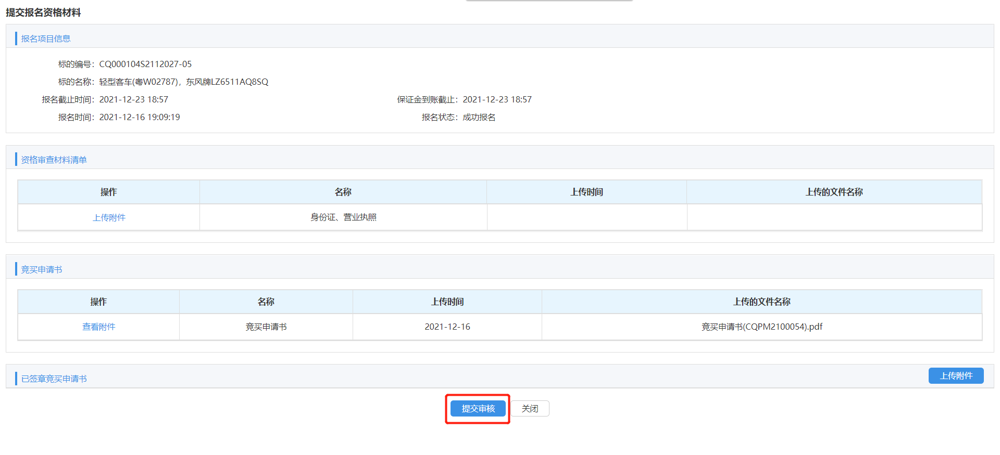 提交报名资格材料
报名项目信息
标的编号：CQ000104S2112027-05
标的名称：轻型客车(粤W02787)，东风牌LZ6511AQ8SQ
报名截止时间：2021-12-23 18:57 保证金到账截止：2021-12-23 18:57
报名时间：2021-12-16 19:09:19 报名状态：成功报名
资格审查材料清单
操作 名称 上传时间 上传的文件名称
上传附件 身份证、营业执照
竞买申请书
操作 名称 上传时间 上传的文件名称
查看附件 竞买申请书 2021-12-16 竞买申请书(CQPM2100054).pdf
已签章竞买申请书 上传附件
提交审核 关闭